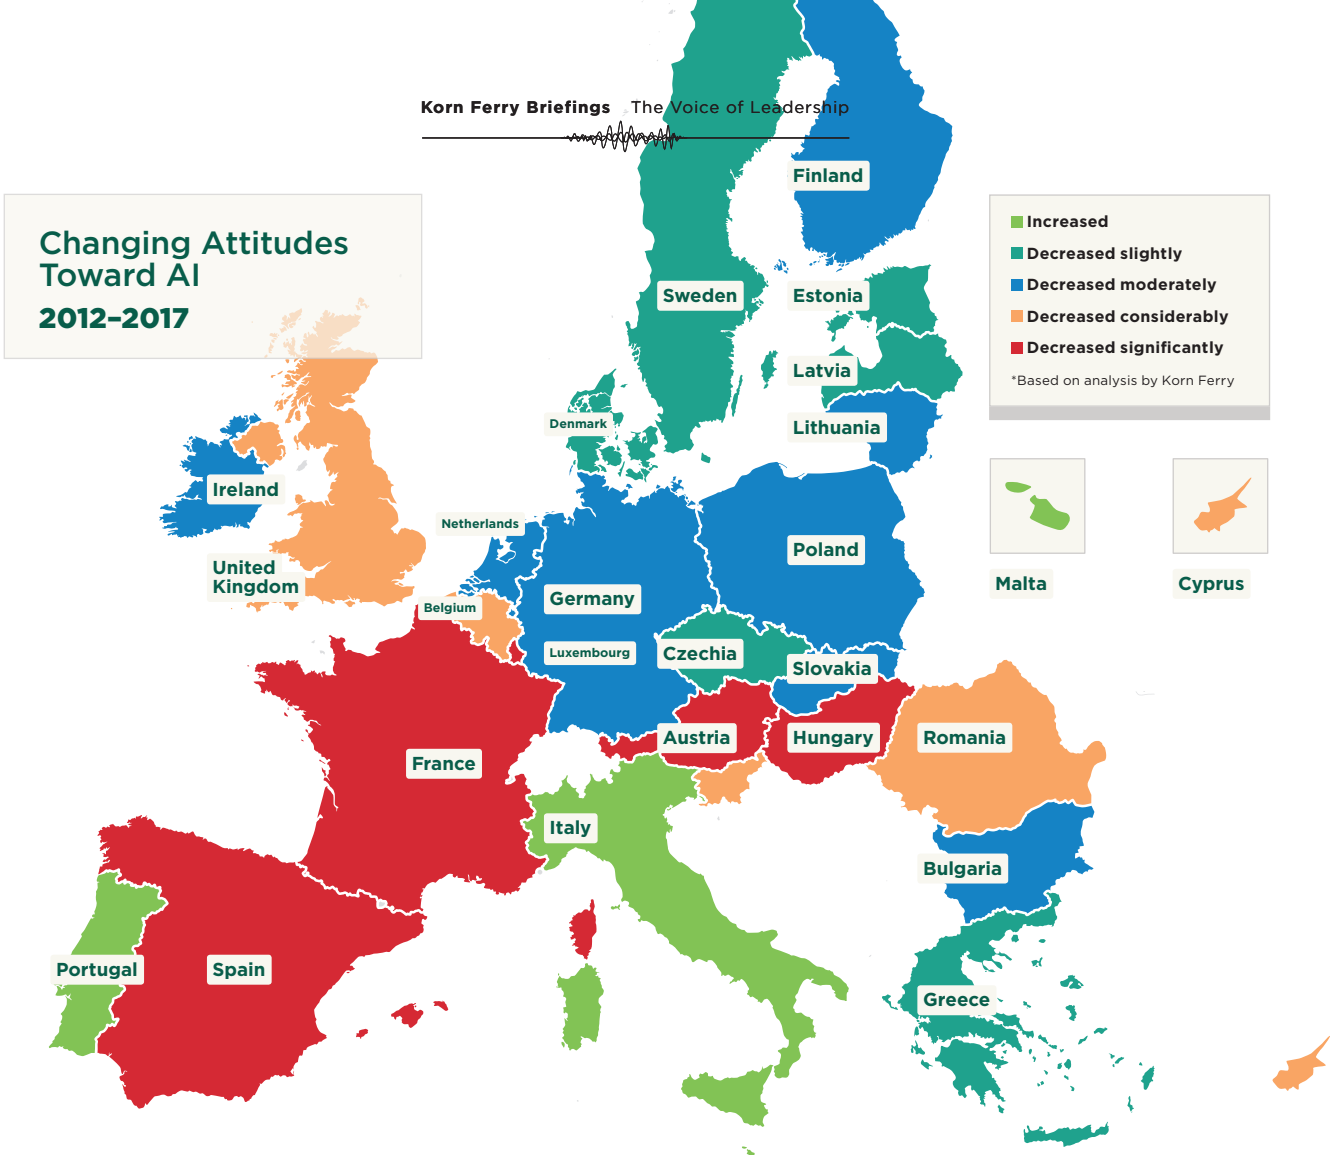 Korn Ferry Briefings The Voice of Leadership
Changing Attitudes
Toward AI
2012–2017
Increased
Decreased slightly
Decreased moderately
Decreased considerably
Decreased significantly
*Based on analysis by Korn Ferry
Finland
Sweden
Estonia
Latvia
Denmark
Lithuania
Ireland
Netherlands
Poland
United
Kingdom
Malta
Cyprus
Belgium
Germany
Luxembourg
Czechia
Slovakia
Austria
Hungary
Romania
France
Italy
Bulgaria
Portugal
Spain
Greece